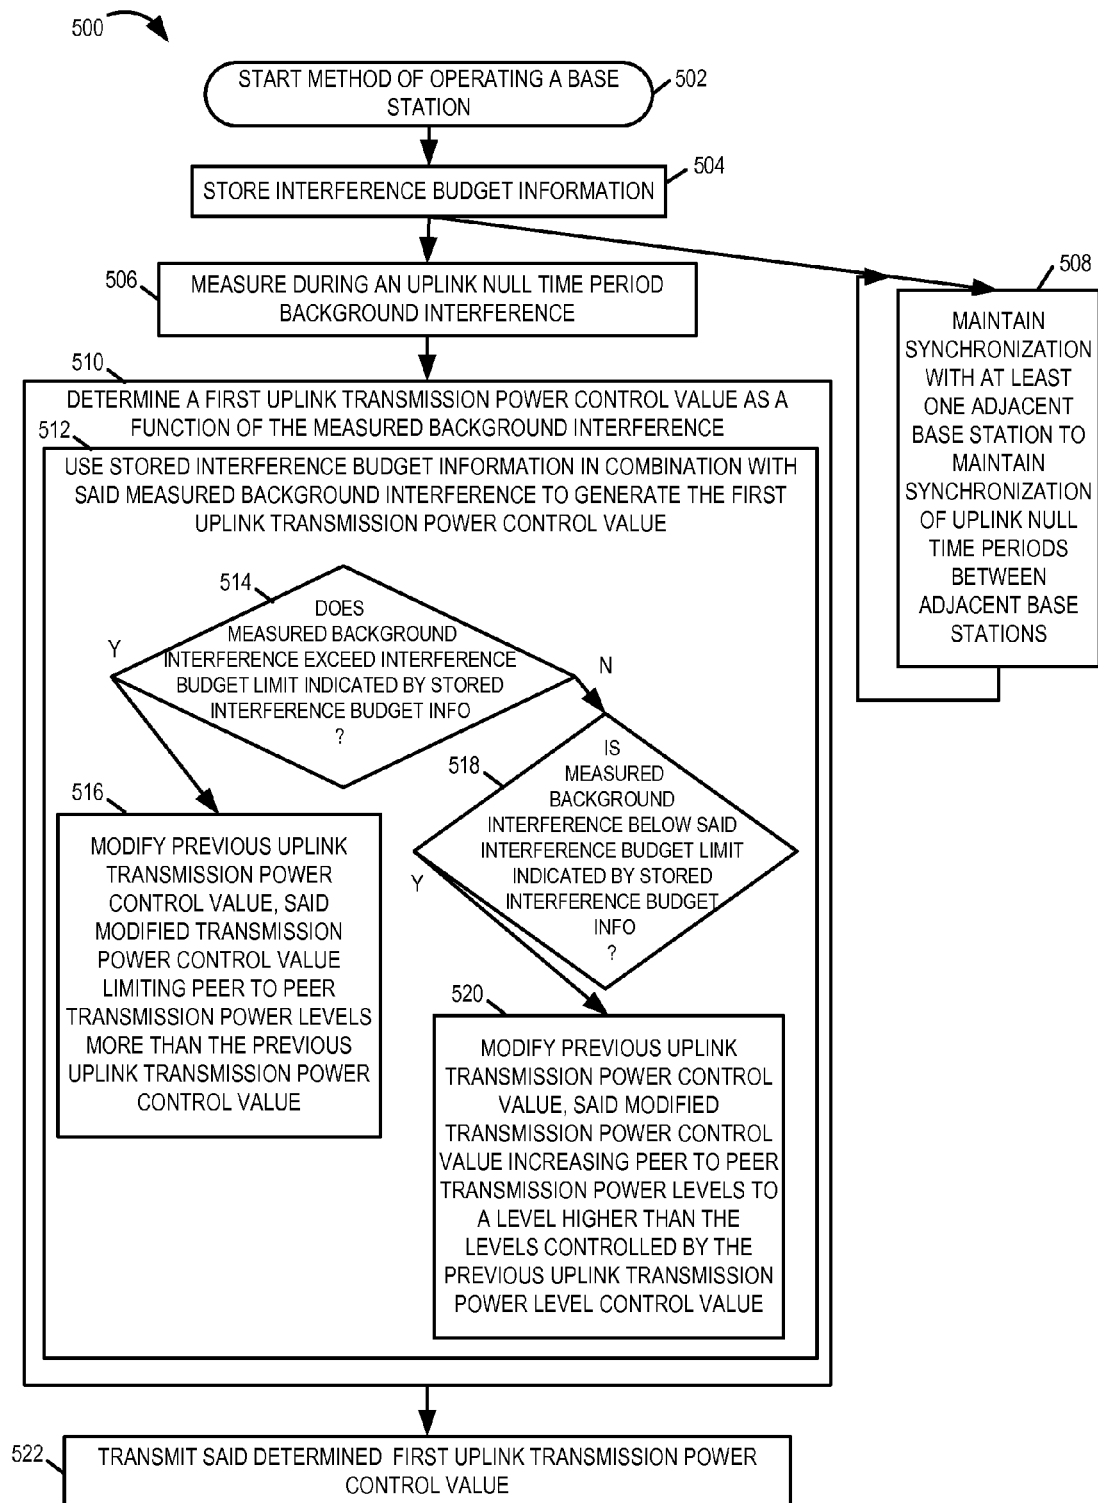 500
START METHOD OF OPERATING A BASE
STATION
502
504
STORE INTERFERENCE BUDGET INFORMATION
506
MEASURE DURING AN UPLINK NULL TIME PERIOD
BACKGROUND INTERFERENCE
508
MAINTAIN
SYNCHRONIZATION
WITH AT LEAST
ONE ADJACENT
BASE STATION TO
MAINTAIN
SYNCHRONIZATION
OF UPLINK NULL
TIME PERIODS
BETWEEN
ADJACENT BASE
STATIONS
510
DETERMINE A FIRST UPLINK TRANSMISSION POWER CONTROL VALUE AS A
FUNCTION OF THE MEASURED BACKGROUND INTERFERENCE
512
USE STORED INTERFERENCE BUDGET INFORMATION IN COMBINATION WITH
SAID MEASURED BACKGROUND INTERFERENCE TO GENERATE THE FIRST
UPLINK TRANSMISSION POWER CONTROL VALUE
514
DOES
MEASURED BACKGROUND
INTERFERENCE EXCEED INTERFERENCE
BUDGET LIMIT INDICATED BY STORED
INTERFERENCE BUDGET INFO
?
Y
N
516
MODIFY PREVIOUS UPLINK
TRANSMISSION POWER
CONTROL VALUE, SAID
MODIFIED TRANSMISSION
POWER CONTROL VALUE
LIMITING PEER TO PEER
TRANSMISSION POWER LEVELS
MORE THAN THE PREVIOUS
UPLINK TRANSMISSION POWER
CONTROL VALUE
518
IS
MEASURED
BACKGROUND
INTERFERENCE BELOW SAID
INTERFERENCE BUDGET LIMIT
INDICATED BY STORED
INTERFERENCE BUDGET
INFO
?
Y
520
MODIFY PREVIOUS UPLINK
TRANSMISSION POWER CONTROL
VALUE, SAID MODIFIED
TRANSMISSION POWER CONTROL
VALUE INCREASING PEER TO PEER
TRANSMISSION POWER LEVELS TO
A LEVEL HIGHER THAN THE
LEVELS CONTROLLED BY THE
PREVIOUS UPLINK TRANSMISSION
POWER LEVEL CONTROL VALUE
522
TRANSMIT SAID DETERMINED FIRST UPLINK TRANSMISSION POWER
CONTROL VALUE